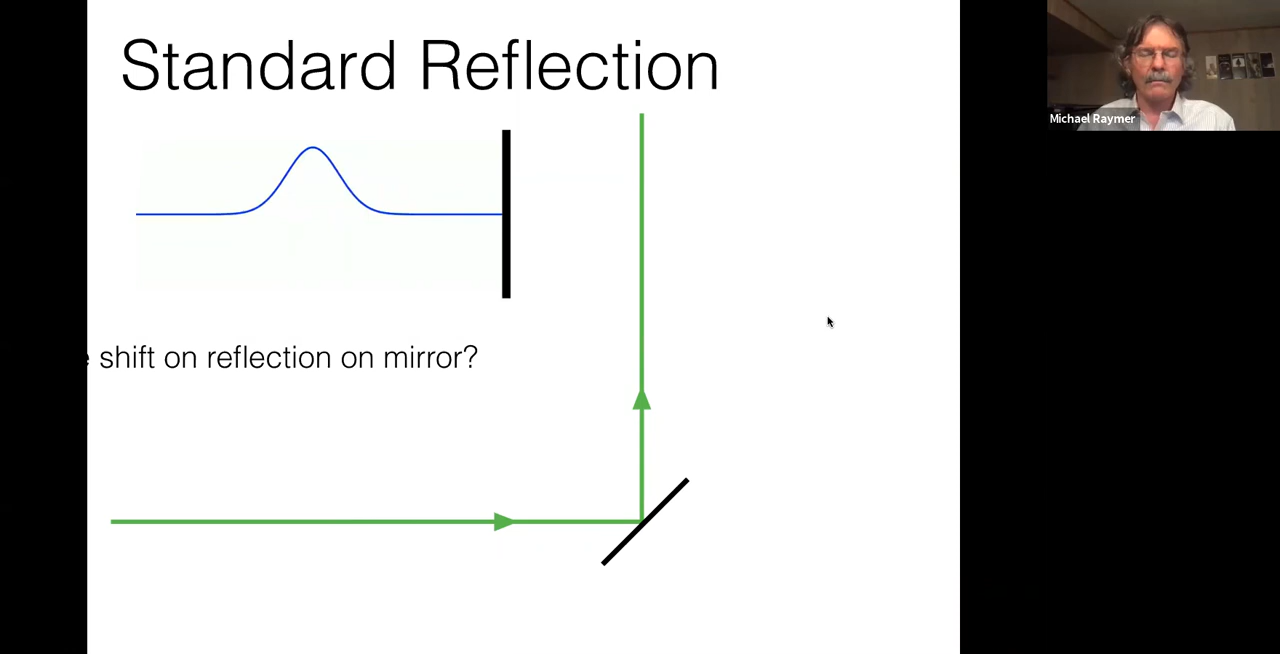 Standard Reflection
Michael Raymer
shift on reflection on mirror?